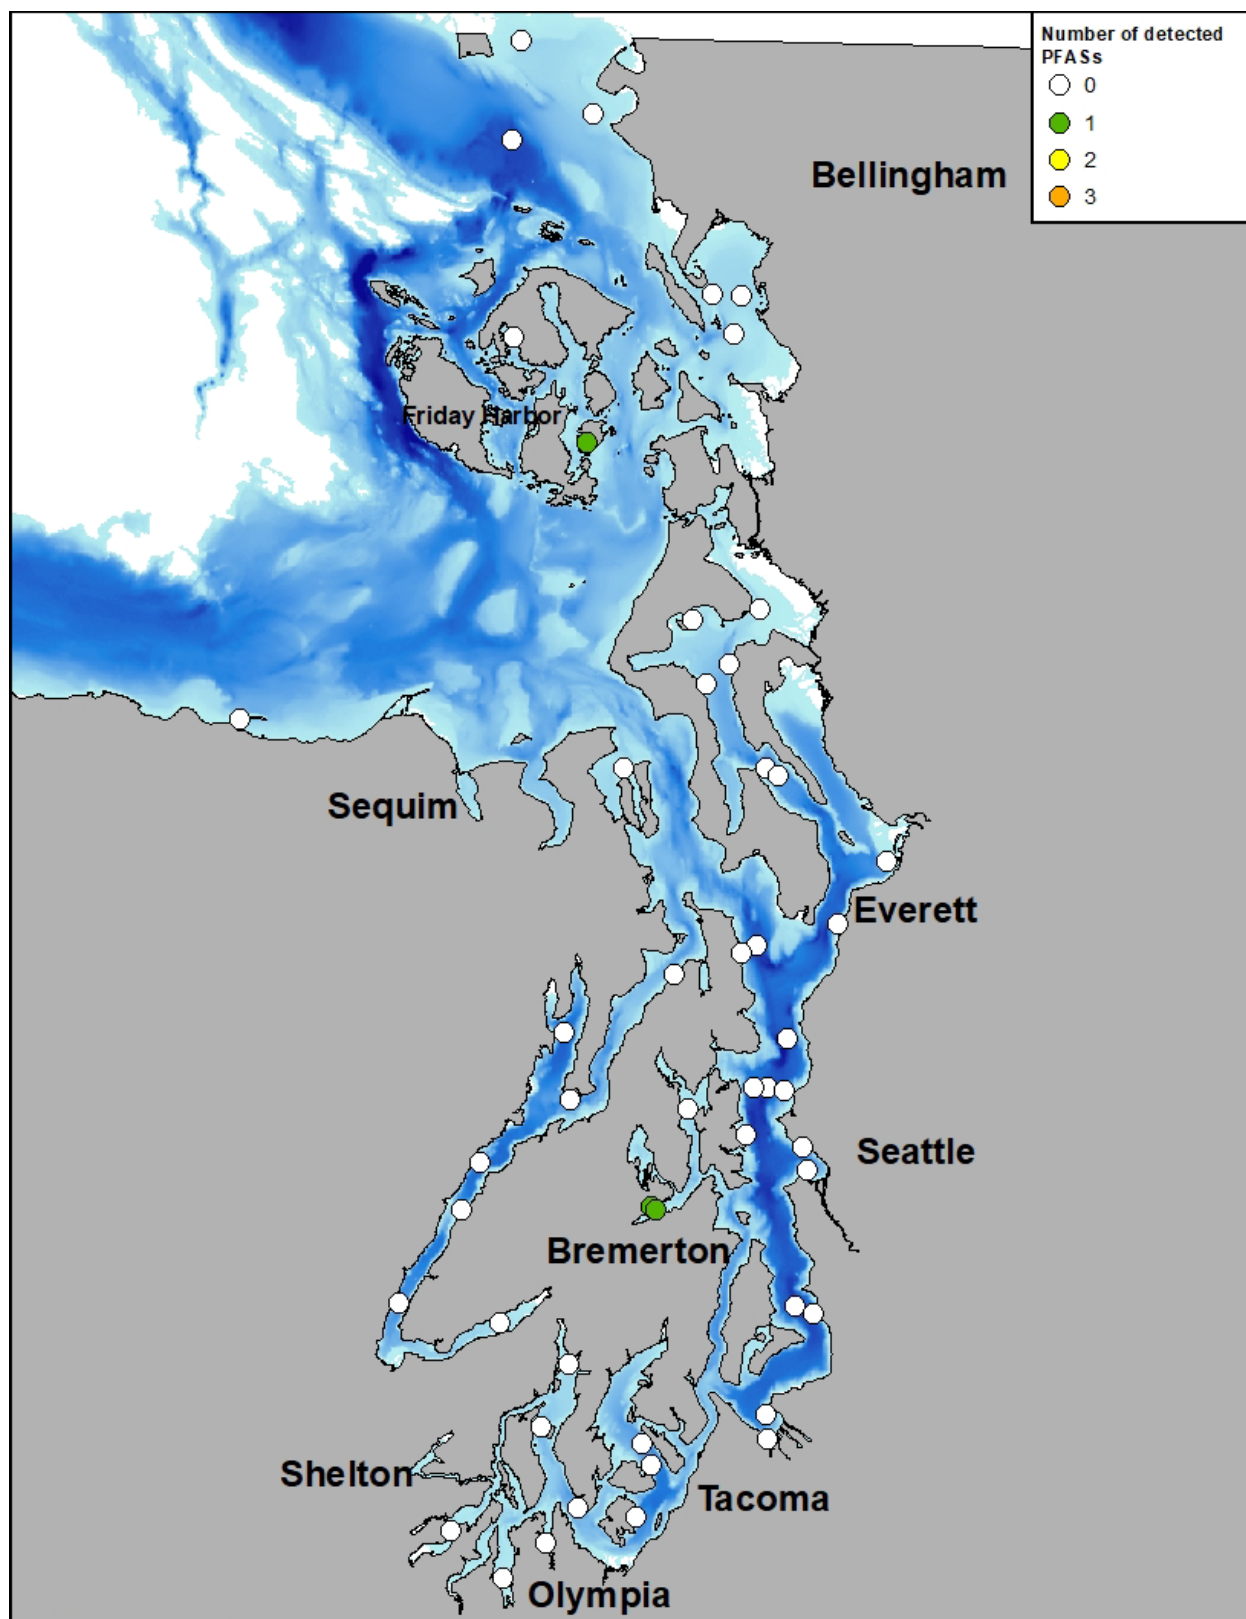 Number of detected
PFASs
0
1
2
3
Bellingham
Friday Harbor
Sequim
Everett
Seattle
Bremerton
Shelton
Tacoma
Olympia